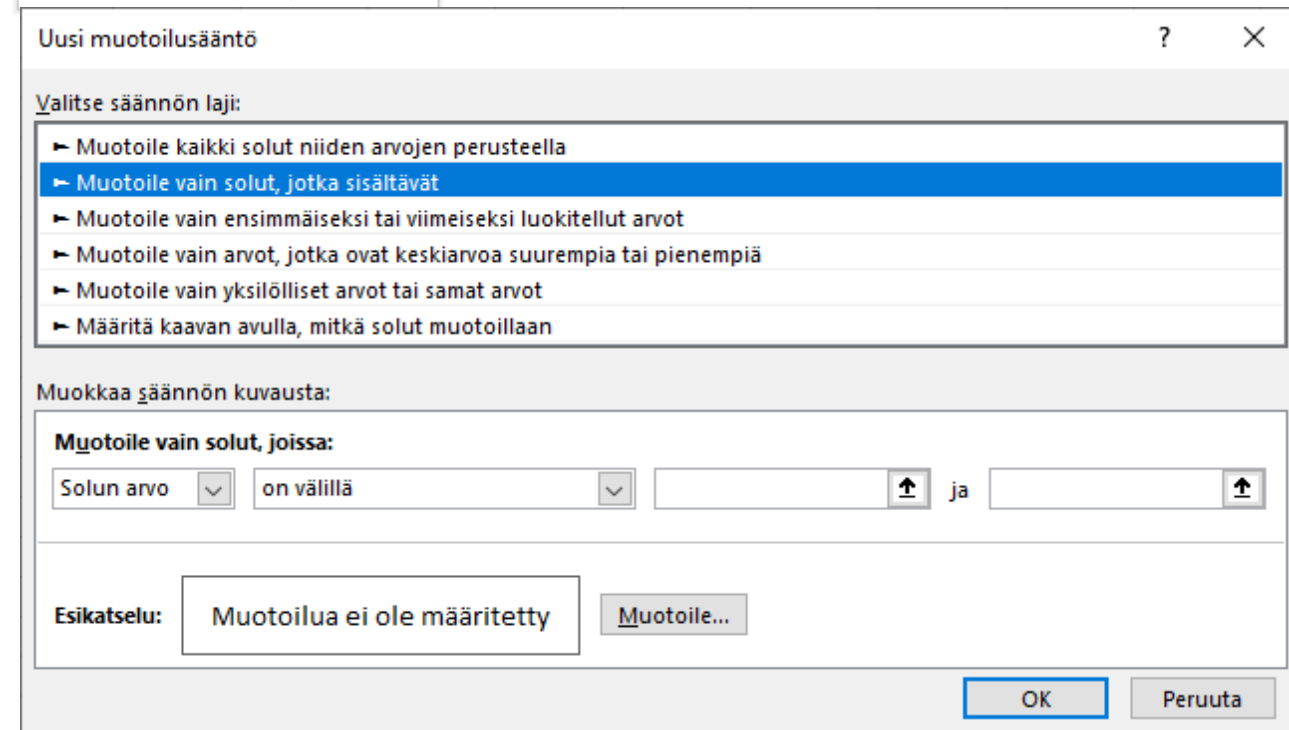 Uusi muotoilusääntö ?
Valitse säännön laji:
► Muotoile kaikki solut niiden arvojen perusteella
► Muotoile vain solut, jotka sisältävät
► Muotoile vain ensimmäiseksi tai viimeiseksi luokitellut arvot
► Muotoile vain arvot, jotka ovat keskiarvoa suurempia tai pienempiä
► Muotoile vain yksilölliset arvot tai samat arvot
► Määritä kaavan avulla, mitkä solut muotoillaan
Muokkaa säännön kuvausta:
Muotoile vain solut, joissa:
Solun arvo on välillä ja
Esikatselu: Muotoilua ei ole määritetty Muotoile...
OK Peruuta